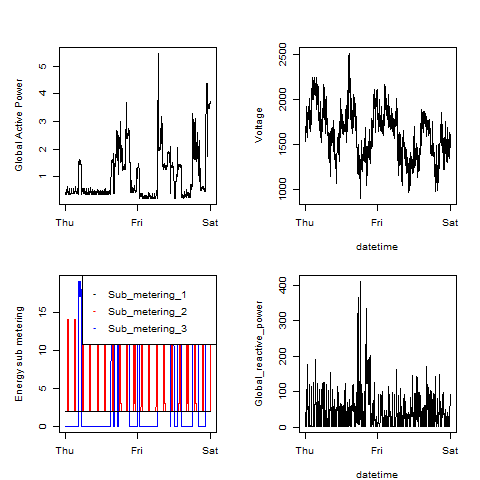 Global Active Power
1 2 3 4 5
Thu Fri Sat
Voltage
1000 1500 2000 2500
Thu Fri Sat
datetime
Energy sub metering
0 5 10 15
Sub_metering_1
Sub_metering_2
Sub_metering_3
Thu Fri Sat
Global_reactive_power
0 100 200 300 400
Thu Fri Sat
datetime